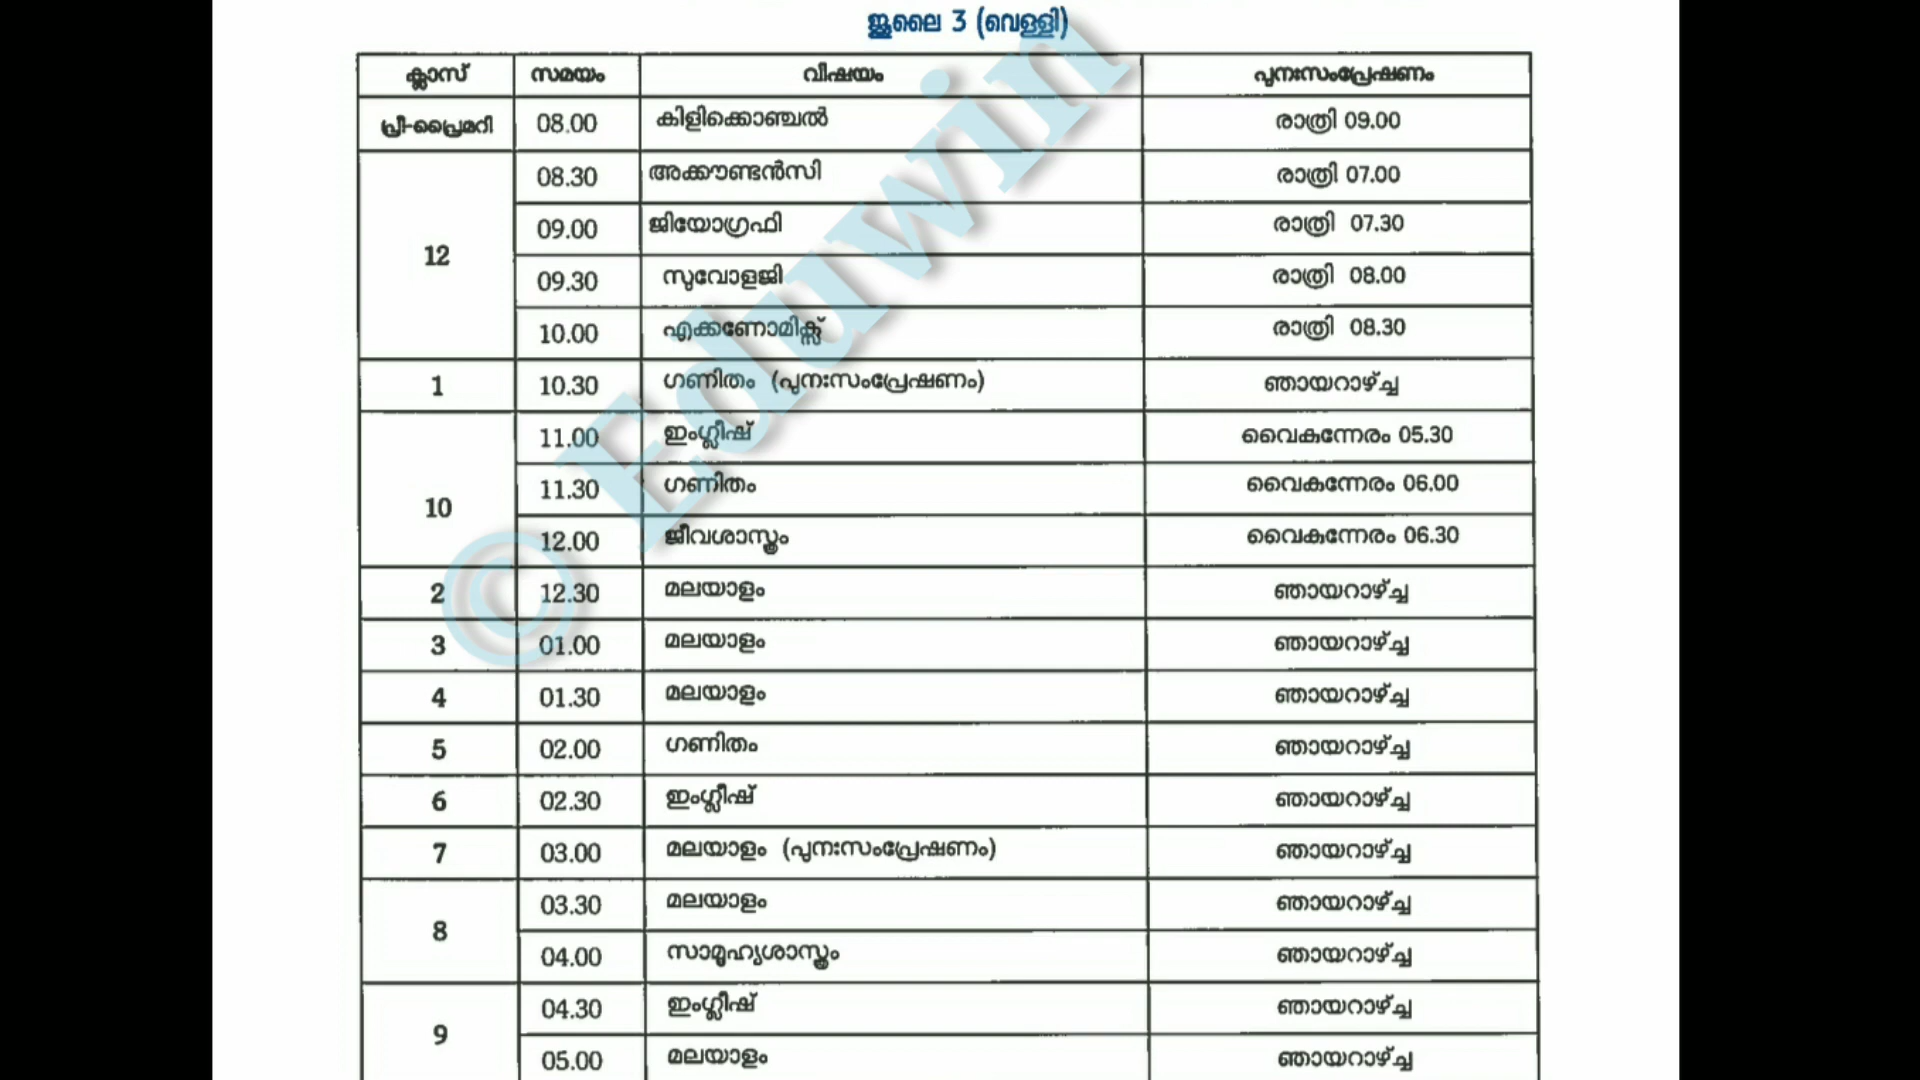 ജൂലൈ 3 (വെള്ളി)
ക്ലാസ് സമയം വിഷയം പുനഃസംപ്രേഷണം
പ്രീ-പ്രൈമറി 08.00 കിളിക്കൊഞ്ചൽ രാത്രി 09.00
12 08.30 അക്കൗണ്ടൻസി രാത്രി 07.00
09.00 ജിയോഗ്രഫി രാത്രി 07.30
09.30 സുവോളജി രാത്രി 08.00
10.00 എക്കണോമിക്സ് രാത്രി 08.30
1 10.30 ഗണിതം (പുനഃസംപ്രേഷണം) ഞായറാഴ്ച്ച
10 11.00 ഇംഗ്ലീഷ് വൈകുന്നേരം 05.30
11.30 ഗണിതം വൈകുന്നേരം 06.00
12.00 ജീവശാസ്ത്രം വൈകുന്നേരം 06.30
2 12.30 മലയാളം ഞായറാഴ്ച്ച
3 01.00 മലയാളം ഞായറാഴ്ച്ച
4 01.30 മലയാളം ഞായറാഴ്ച്ച
5 02.00 ഗണിതം ഞായറാഴ്ച്ച
6 02.30 ഇംഗ്ലീഷ് ഞായറാഴ്ച്ച
7 03.00 മലയാളം (പുനഃസംപ്രേഷണം) ഞായറാഴ്ച്ച
8 03.30 മലയാളം ഞായറാഴ്ച്ച
04.00 സാമൂഹ്യശാസ്ത്രം ഞായറാഴ്ച്ച
9 04.30 ഇംഗ്ലീഷ് ഞായറാഴ്ച്ച
05.00 മലയാളം ഞായറാഴ്ച്ച
© Eduwin